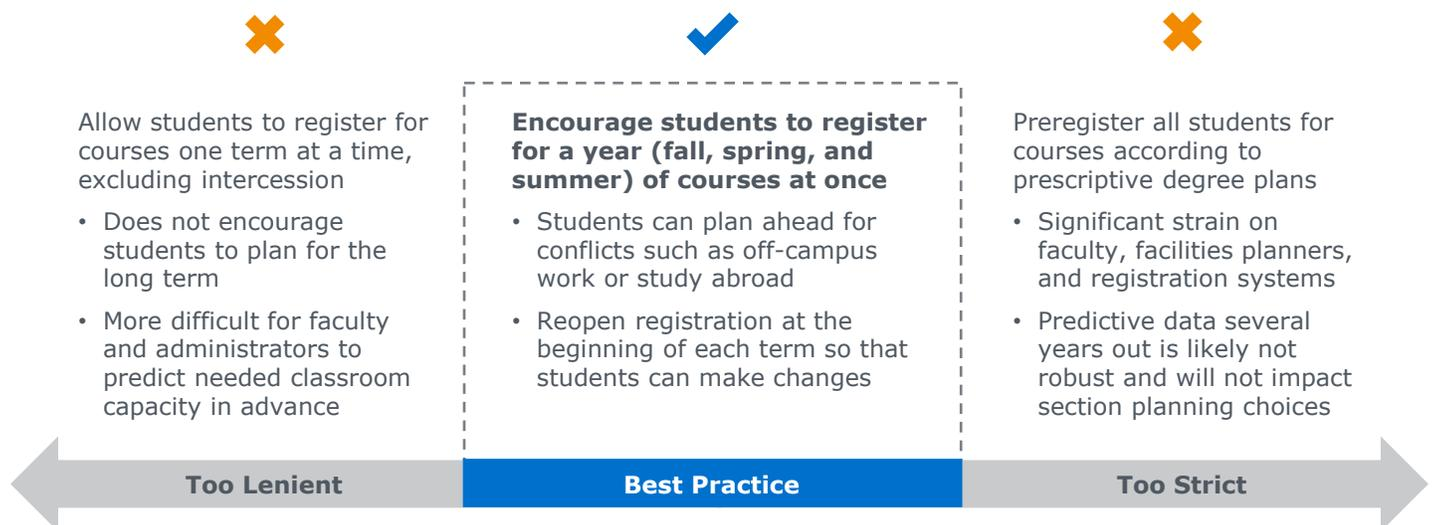 Allow students to register for
courses one term at a time,
excluding intercession
• Does not encourage
students to plan for the
long term
• More difficult for faculty
and administrators to
predict needed classroom
capacity in advance
Too Lenient
Encourage students to register
for a year (fall, spring, and
summer) of courses at once
• Students can plan ahead for
conflicts such as off-campus
work or study abroad
• Reopen registration at the
beginning of each term so that
students can make changes
Best Practice
Preregister all students for
courses according to
prescriptive degree plans
• Significant strain on
faculty, facilities planners,
and registration systems
• Predictive data several
years out is likely not
robust and will not impact
section planning choices
Too Strict